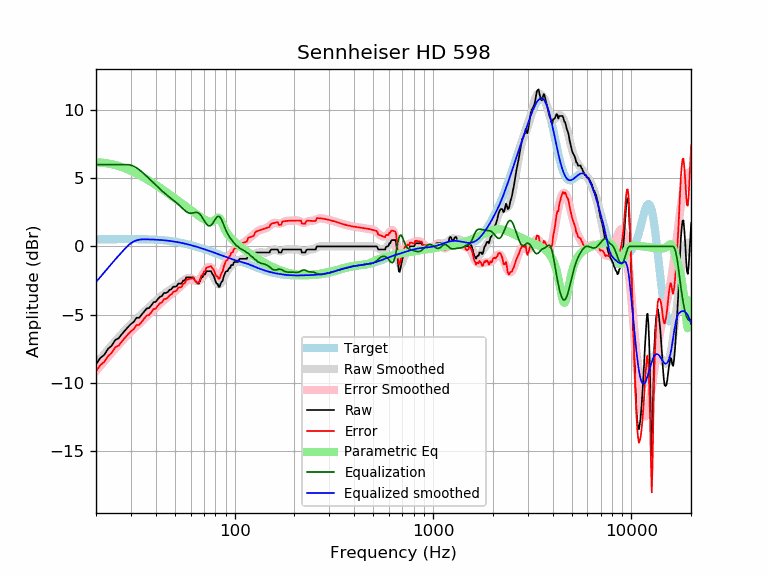 Sennheiser HD 598
Amplitude (dBr)
10
5
0
−5
−10
−15
Target
Raw Smoothed
Error Smoothed
Raw
Error
Parametric Eq
Equalization
Equalized smoothed
100
1000
10000
Frequency (Hz)